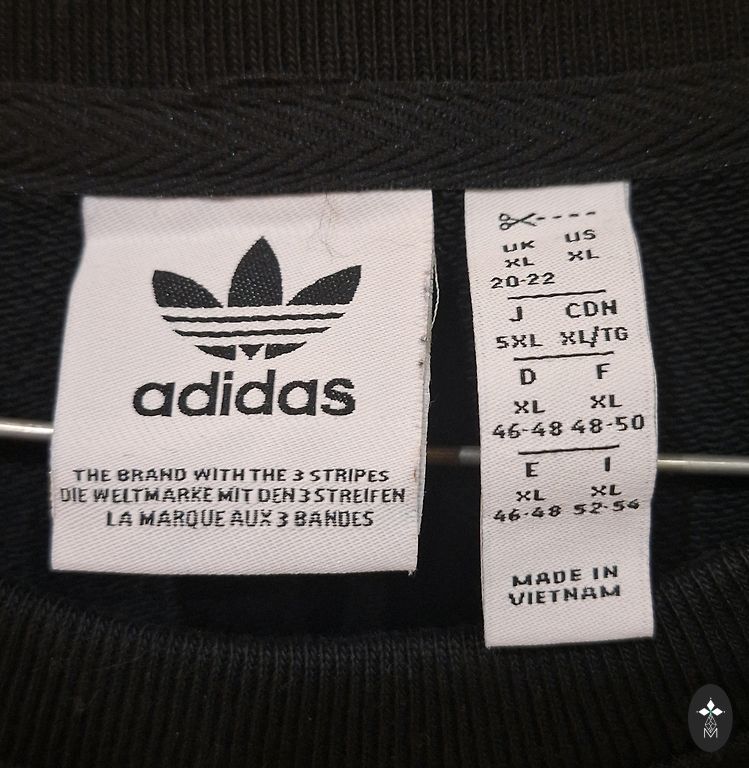 adidas
THE BRAND WITH THE 3 STRIPES
DIE WELTMARKE MIT DEN 3 STREIFEN
LA MARQUE AUX 3 BANDES
UK US
XL XL
20-22
J CDN
5XL XL/TG
D F
XL XL
46-48 48-50
E I
XL XL
46-48 52-54
MADE IN
VIETNAM
M